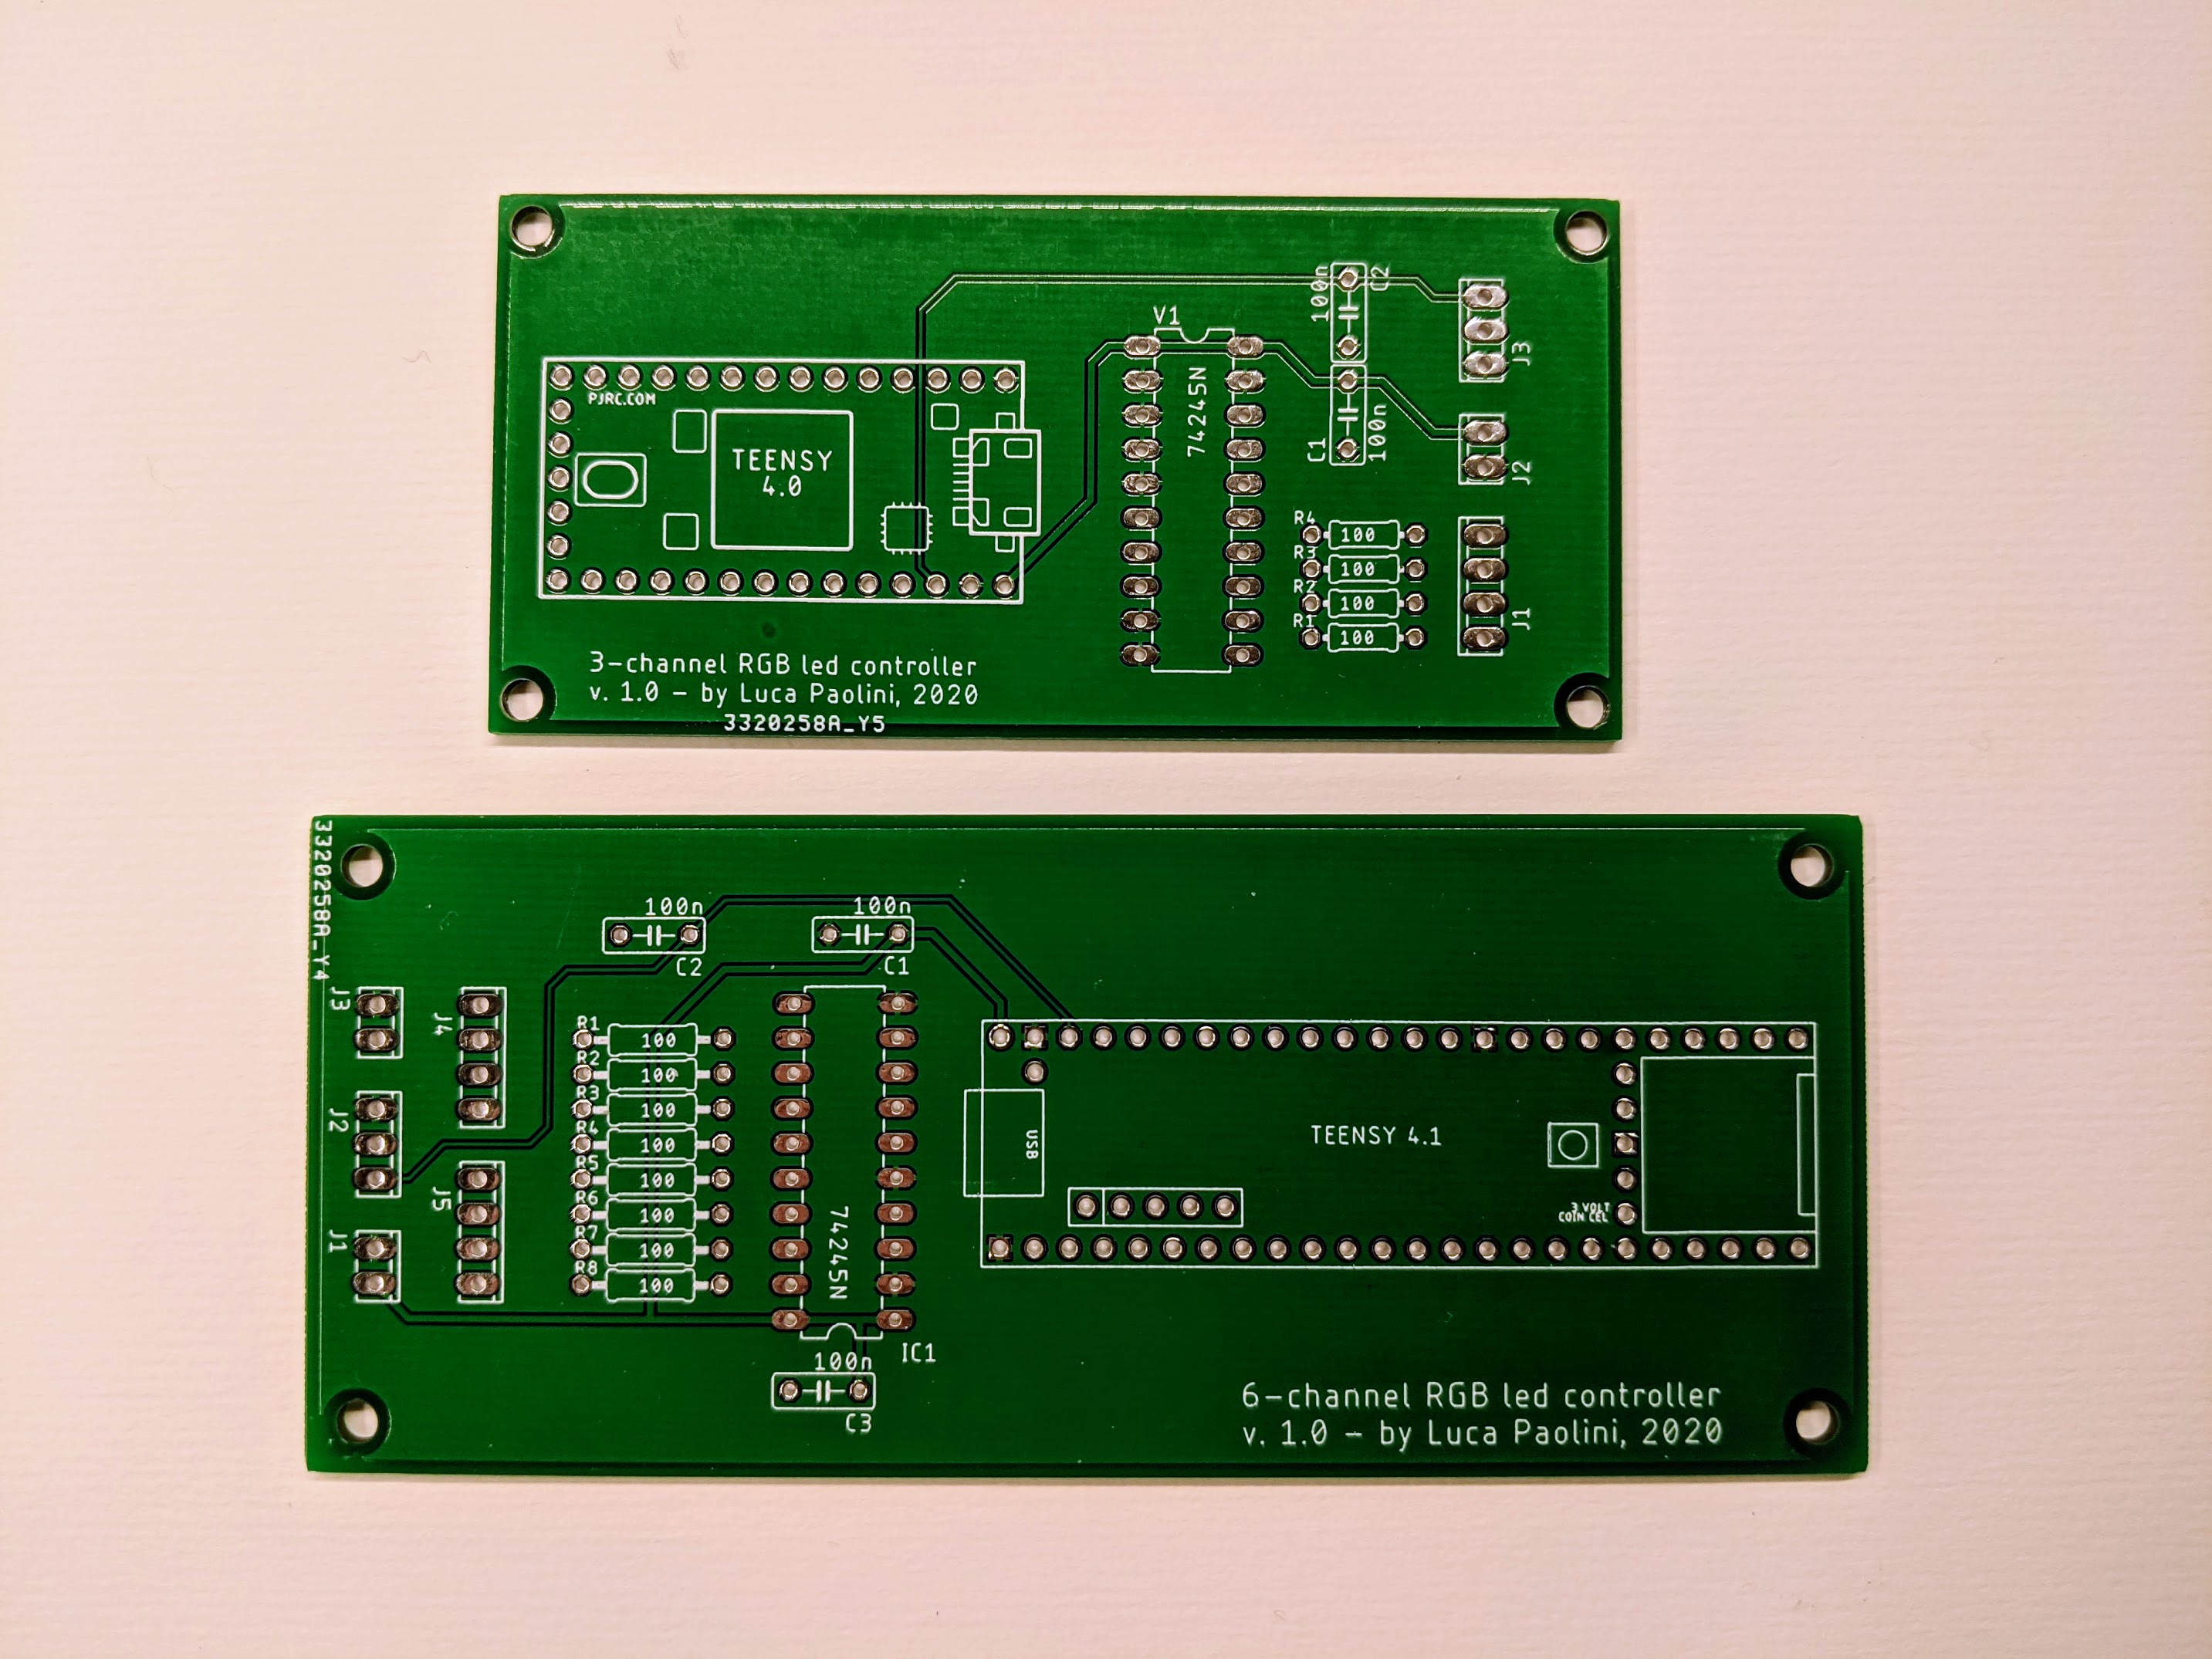 C2
100n
V1
J3
PJRC.COM
74245N
TEENSY
4.0
C1
100n
J2
R4
100
R3
100
R2
100
R1
100
J1
3-channel RGB led controller
v. 1.0 - by Luca Paolini, 2020
3320258A_Y5
3320258A_Y4
100n
C2
100n
C1
J3
J4
R1
100
R2
100
R3
100
R4
100
R5
100
R6
100
R7
100
R8
100
J2
J5
J1
74245N
USB
TEENSY 4.1
3 VOLT
COIN CEL
IC1
100n
C3
6-channel RGB led controller
v. 1.0 - by Luca Paolini, 2020